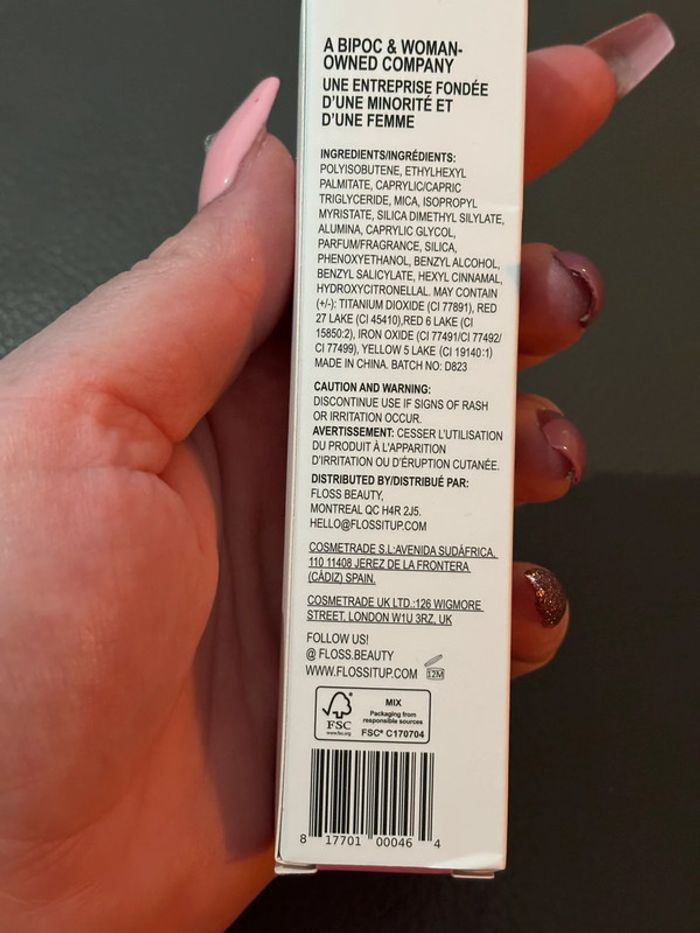 A BIPOC & WOMAN-
OWNED COMPANY
UNE ENTREPRISE FONDÉE
D'UNE MINORITÉ ET
D'UNE FEMME
INGREDIENTS/INGRÉDIENTS:
POLYISOBUTENE, ETHYLHEXYL
PALMITATE, CAPRYLIC/CAPRIC
TRIGLYCERIDE, MICA, ISOPROPYL
MYRISTATE, SILICA DIMETHYL SILYLATE,
ALUMINA, CAPRYLIC GLYCOL,
PARFUM/FRAGRANCE, SILICA,
PHENOXYETHANOL, BENZYL ALCOHOL,
BENZYL SALICYLATE, HEXYL CINNAMAL,
HYDROXYCITRONELLAL. MAY CONTAIN
(+/-): TITANIUM DIOXIDE (CI 77891), RED
27 LAKE (CI 45410),RED 6 LAKE (CI
15850:2), IRON OXIDE (CI 77491/CI 77492/
CI 77499), YELLOW 5 LAKE (CI 19140:1)
MADE IN CHINA. BATCH NO: D823
CAUTION AND WARNING:
DISCONTINUE USE IF SIGNS OF RASH
OR IRRITATION OCCUR.
AVERTISSEMENT: CESSER L'UTILISATION
DU PRODUIT À L'APPARITION
D'IRRITATION OU D'ÉRUPTION CUTANÉE.
DISTRIBUTED BY/DISTRIBUÉ PAR:
FLOSS BEAUTY,
MONTREAL QC H4R 2J5.
HELLO@FLOSSITUP.COM
COSMETRADE S.L:AVENIDA SUDÁFRICA,
110 11408 JEREZ DE LA FRONTERA
(CÁDIZ) SPAIN.
COSMETRADE UK LTD.:126 WIGMORE
STREET, LONDON W1U 3RZ, UK
FOLLOW US!
@ FLOSS.BEAUTY
WWW.FLOSSITUP.COM 12M
FSC
www.fsc.org
MIX
Packaging from
responsible sources
FSC® C170704
8 17701 00046 4